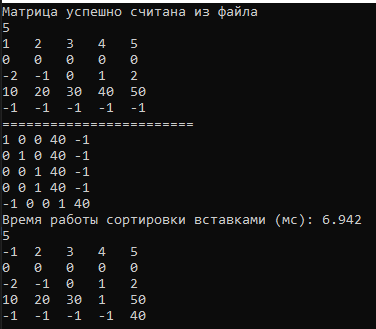 Матрица успешно считана из файла
5
1 2 3 4 5
0 0 0 0 0
-2 -1 0 1 2
10 20 30 40 50
-1 -1 -1 -1 -1
========================
1 0 0 40 -1
0 1 0 40 -1
0 0 1 40 -1
0 0 1 40 -1
-1 0 0 1 40
Время работы сортировки вставками (мс): 6.942
5
-1 2 3 4 5
0 0 0 0 0
-2 -1 0 1 2
10 20 30 1 50
-1 -1 -1 -1 40